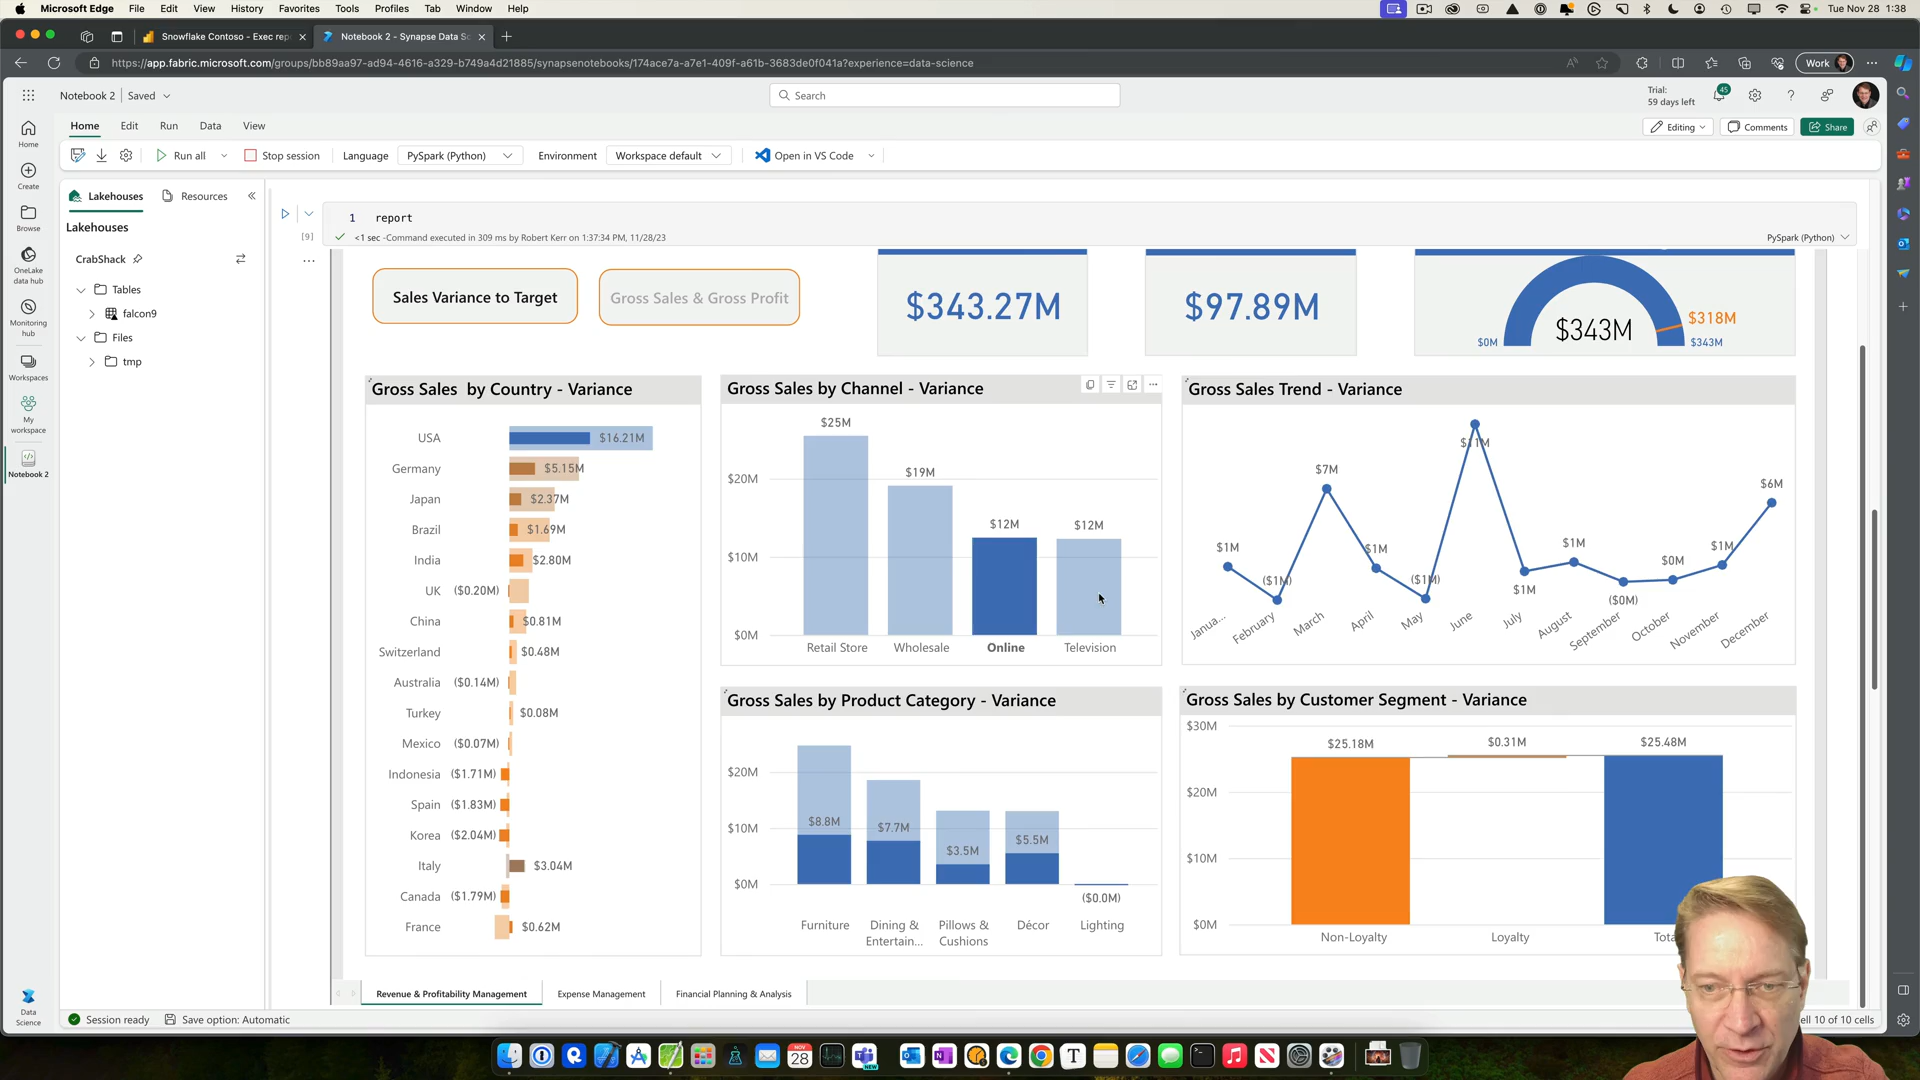 Microsoft Edge File Edit View History Favorites Tools Profiles Tab Window Help
Tue Nov 28 1:38
Snowflake Contoso - Exec rep
Notebook 2 - Synapse Data Sc
https://app.fabric.microsoft.com/groups/bb89aa97-ad94-4616-a329-b749a4d21885/synapsenotebooks/174ace7a-a7e1-409f-a61b-3683de0f041a?experience=data-science
Work
Notebook 2 | Saved
Search
Trial:
59 days left
45
Home Edit Run Data View
Editing Comments Share
Run all Stop session Language PySpark (Python) Environment Workspace default Open in VS Code
Home
Create
Browse
OneLake
data hub
Monitoring
hub
Workspaces
My
workspace
Notebook 2
Data
Science
Lakehouses Resources
Lakehouses
CrabShack
Tables
falcon9
Files
tmp
1 report
[9]
<1 sec -Command executed in 309 ms by Robert Kerr on 1:37:34 PM, 11/28/23
PySpark (Python)
Sales Variance to Target
Gross Sales & Gross Profit
$343.27M
$97.89M
$343M
$318M
$0M
$343M
Gross Sales by Country - Variance
USA $16.21M
Germany $5.15M
Japan $2.37M
Brazil $1.69M
India $2.80M
UK ($0.20M)
China $0.81M
Switzerland $0.48M
Australia ($0.14M)
Turkey $0.08M
Mexico ($0.07M)
Indonesia ($1.71M)
Spain ($1.83M)
Korea ($2.04M)
Italy $3.04M
Canada ($1.79M)
France $0.62M
Gross Sales by Channel - Variance
$25M
$19M
$12M
$12M
$20M
$10M
$0M
Retail Store Wholesale Online Television
Gross Sales Trend - Variance
$1M
($1M)
$7M
$1M
($1M)
$11M
$1M
$1M
($0M)
$0M
$1M
$6M
Janua... February March April May June July August September October November December
Gross Sales by Product Category - Variance
$20M
$10M
$0M
$8.8M
$7.7M
$3.5M
$5.5M
($0.0M)
Furniture Dining & Pillows & Décor Lighting
Entertain... Cushions
Gross Sales by Customer Segment - Variance
$30M
$20M
$10M
$0M
$25.18M
$0.31M
$25.48M
Non-Loyalty Loyalty Tota
Revenue & Profitability Management Expense Management Financial Planning & Analysis
Session ready Save option: Automatic
ell 10 of 10 cells
NOV
28
NEW